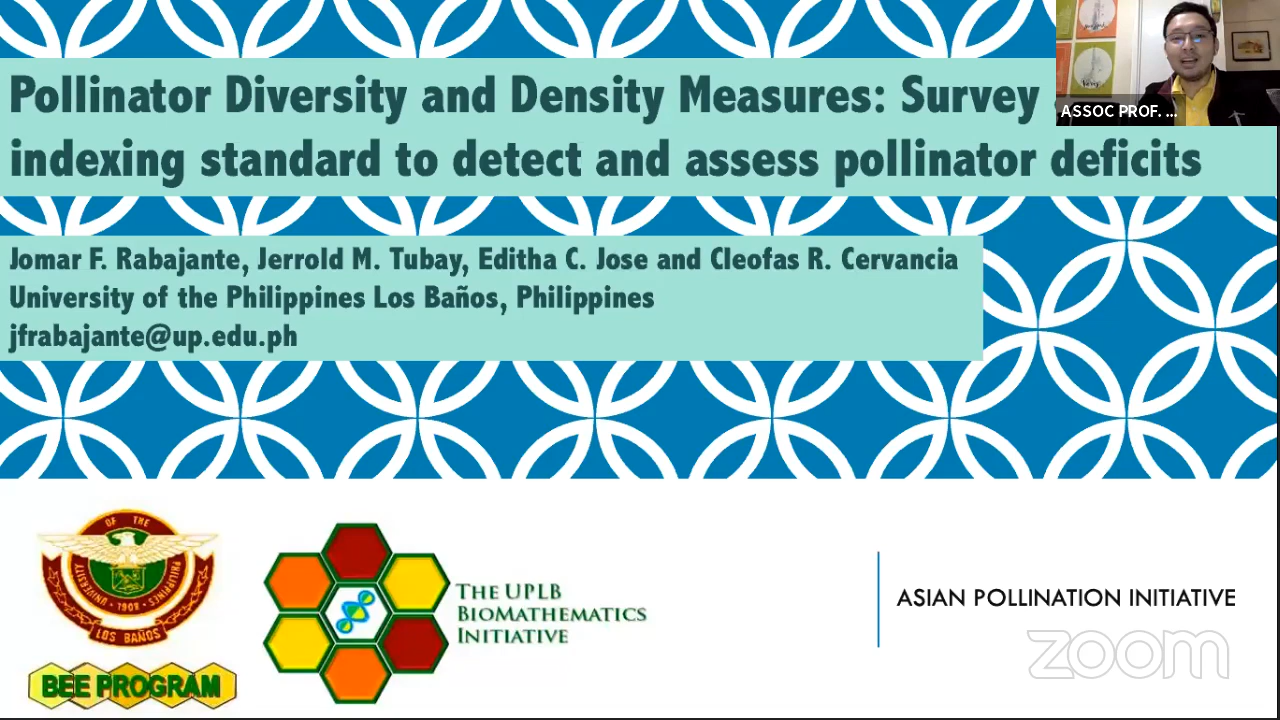 Pollinator Diversity and Density Measures: Survey
indexing standard to detect and assess pollinator deficits
ASSOC PROF. ...
Jomar F. Rabajante, Jerrold M. Tubay, Editha C. Jose and Cleofas R. Cervancia
University of the Philippines Los Baños, Philippines
jfrabajante@up.edu.ph
UNIVERSITY OF THE PHILIPPINES
1908
LOS BAÑOS
BEE PROGRAM
THE UPLB
BIOMATHEMATICS
INITIATIVE
ASIAN POLLINATION INITIATIVE
zoom